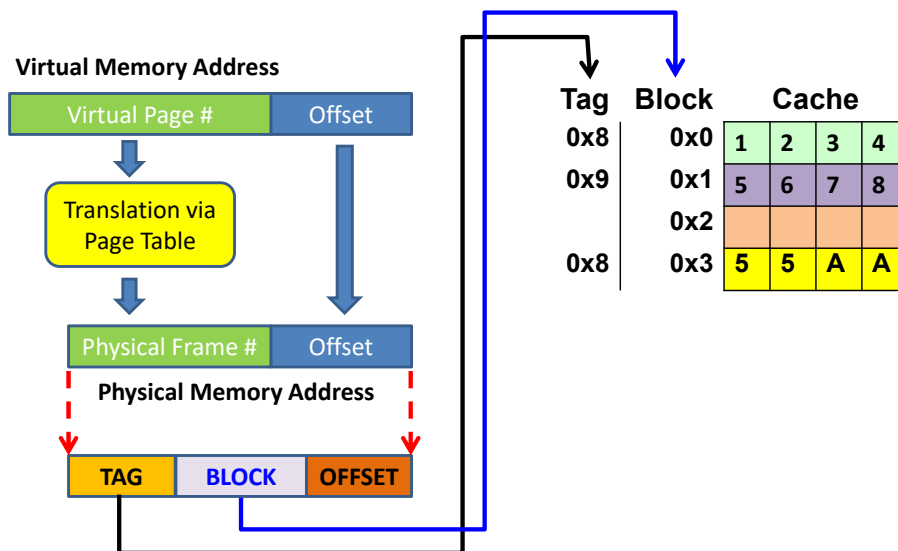 Virtual Memory Address
Virtual Page # Offset
Translation via
Page Table
Physical Frame # Offset
Physical Memory Address
TAG BLOCK OFFSET
Tag Block Cache
0x8 0x0 1 2 3 4
0x9 0x1 5 6 7 8
0x2
0x8 0x3 5 5 A A